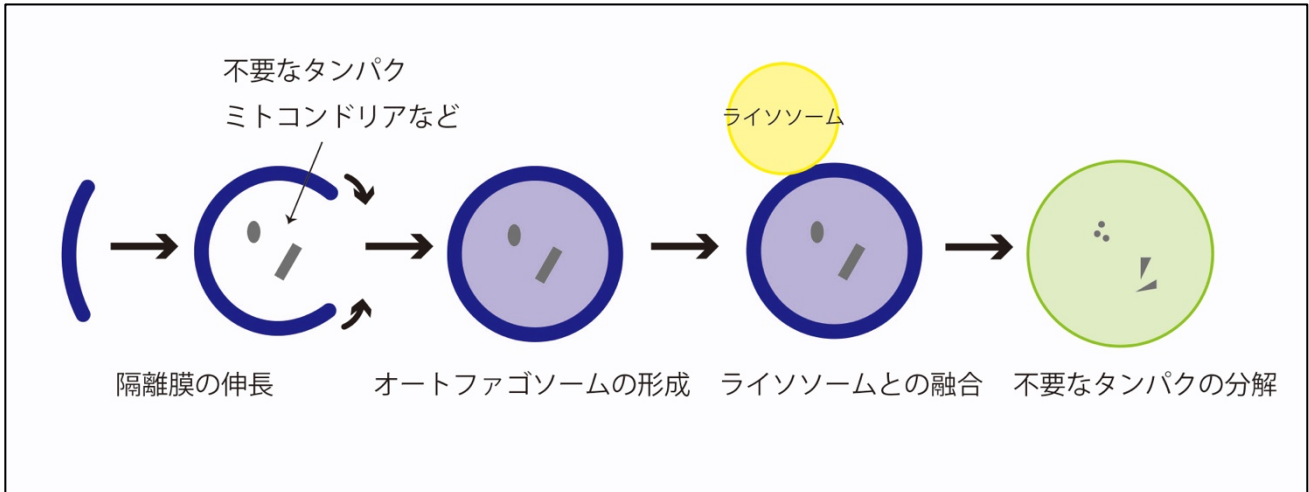 不要なタンパク
ミトコンドリアなど
ライソソーム
隔離膜の伸長
オートファゴソームの形成
ライソソームとの融合
不要なタンパクの分解